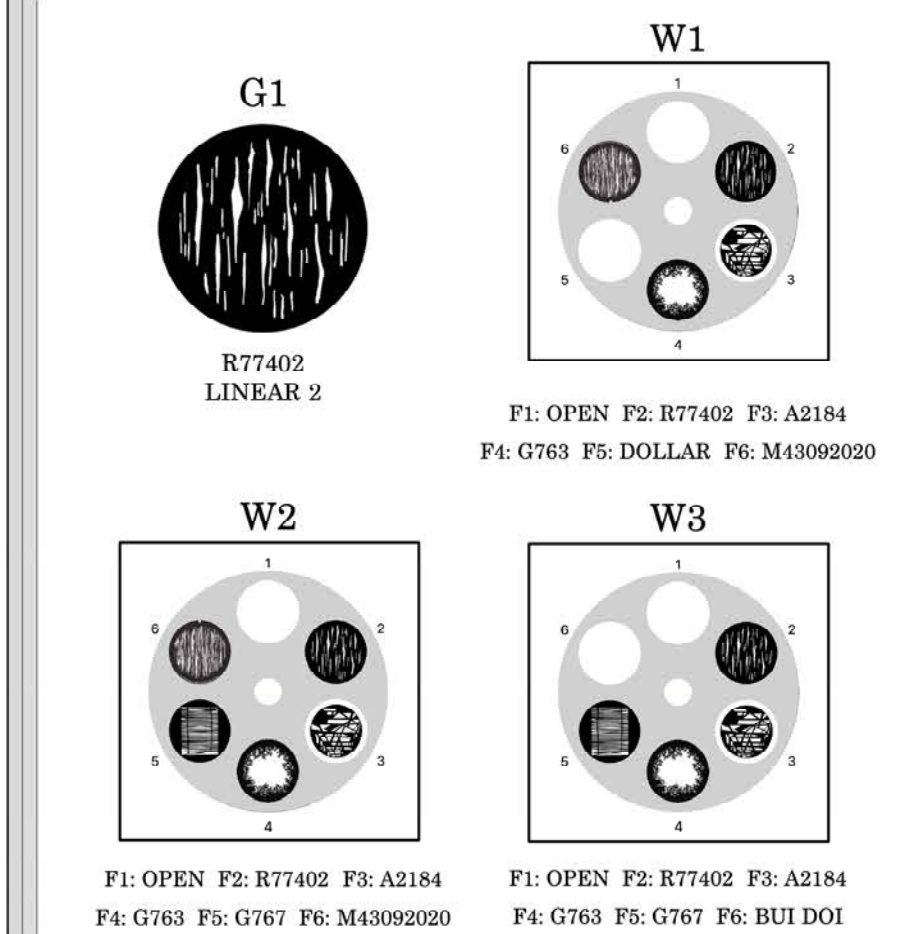 G1
R77402
LINEAR 2
W1
1
2
3
4
5
6
F1: OPEN F2: R77402 F3: A2184
F4: G763 F5: DOLLAR F6: M43092020
W2
1
2
3
4
5
6
F1: OPEN F2: R77402 F3: A2184
F4: G763 F5: G767 F6: M43092020
W3
1
2
3
4
5
6
F1: OPEN F2: R77402 F3: A2184
F4: G763 F5: G767 F6: BUI DOI